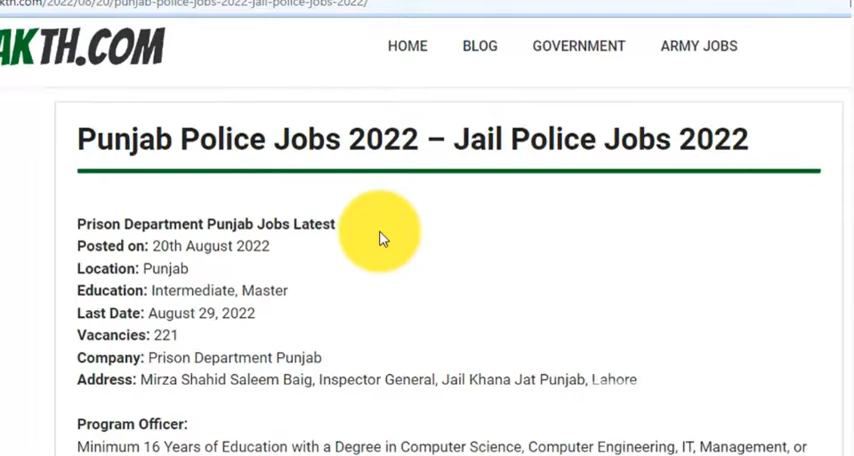 kth.com/2022/08/20/punjab-police-jobs-2022-jail-police-jobs-2022/
AKTH.COM
HOME BLOG GOVERNMENT ARMY JOBS
Punjab Police Jobs 2022 – Jail Police Jobs 2022
Prison Department Punjab Jobs Latest
Posted on: 20th August 2022
Location: Punjab
Education: Intermediate, Master
Last Date: August 29, 2022
Vacancies: 221
Company: Prison Department Punjab
Address: Mirza Shahid Saleem Baig, Inspector General, Jail Khana Jat Punjab, Lahore
Program Officer:
Minimum 16 Years of Education with a Degree in Computer Science, Computer Engineering, IT, Management, or